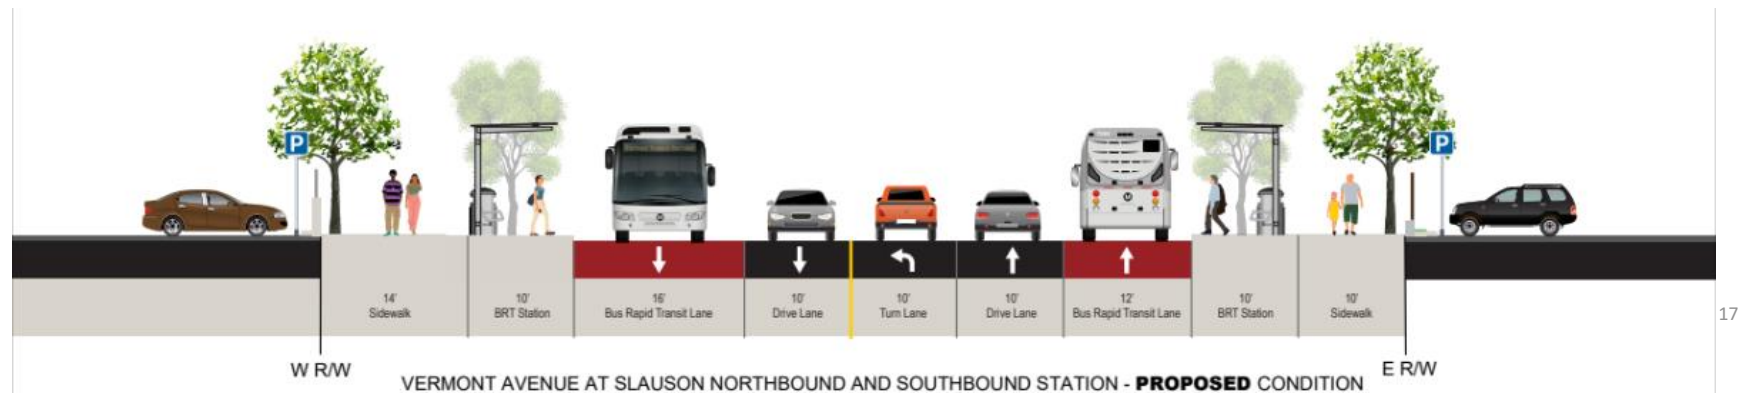 P
P
14' 10' 16' 10' 10' 10' 12' 10' 10'
Sidewalk BRT Station Bus Rapid Transit Lane Drive Lane Turn Lane Drive Lane Bus Rapid Transit Lane BRT Station Sidewalk
17
W R/W
E R/W
VERMONT AVENUE AT SLAUSON NORTHBOUND AND SOUTHBOUND STATION - PROPOSED CONDITION